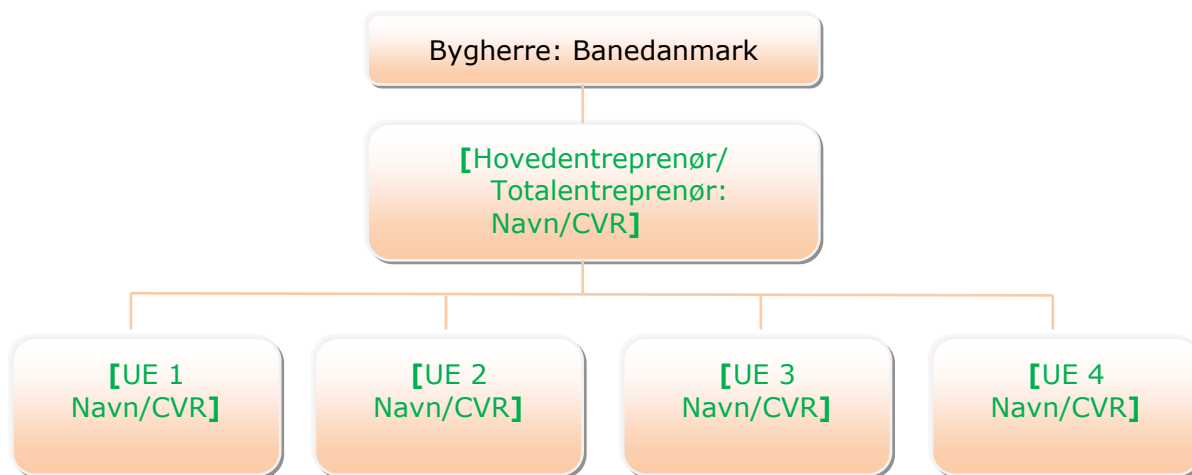 Bygherre: Banedanmark
[Hovedentreprenør/
Totalentreprenør:
Navn/CVR]
[UE 1
Navn/CVR]
[UE 2
Navn/CVR]
[UE 3
Navn/CVR]
[UE 4
Navn/CVR]